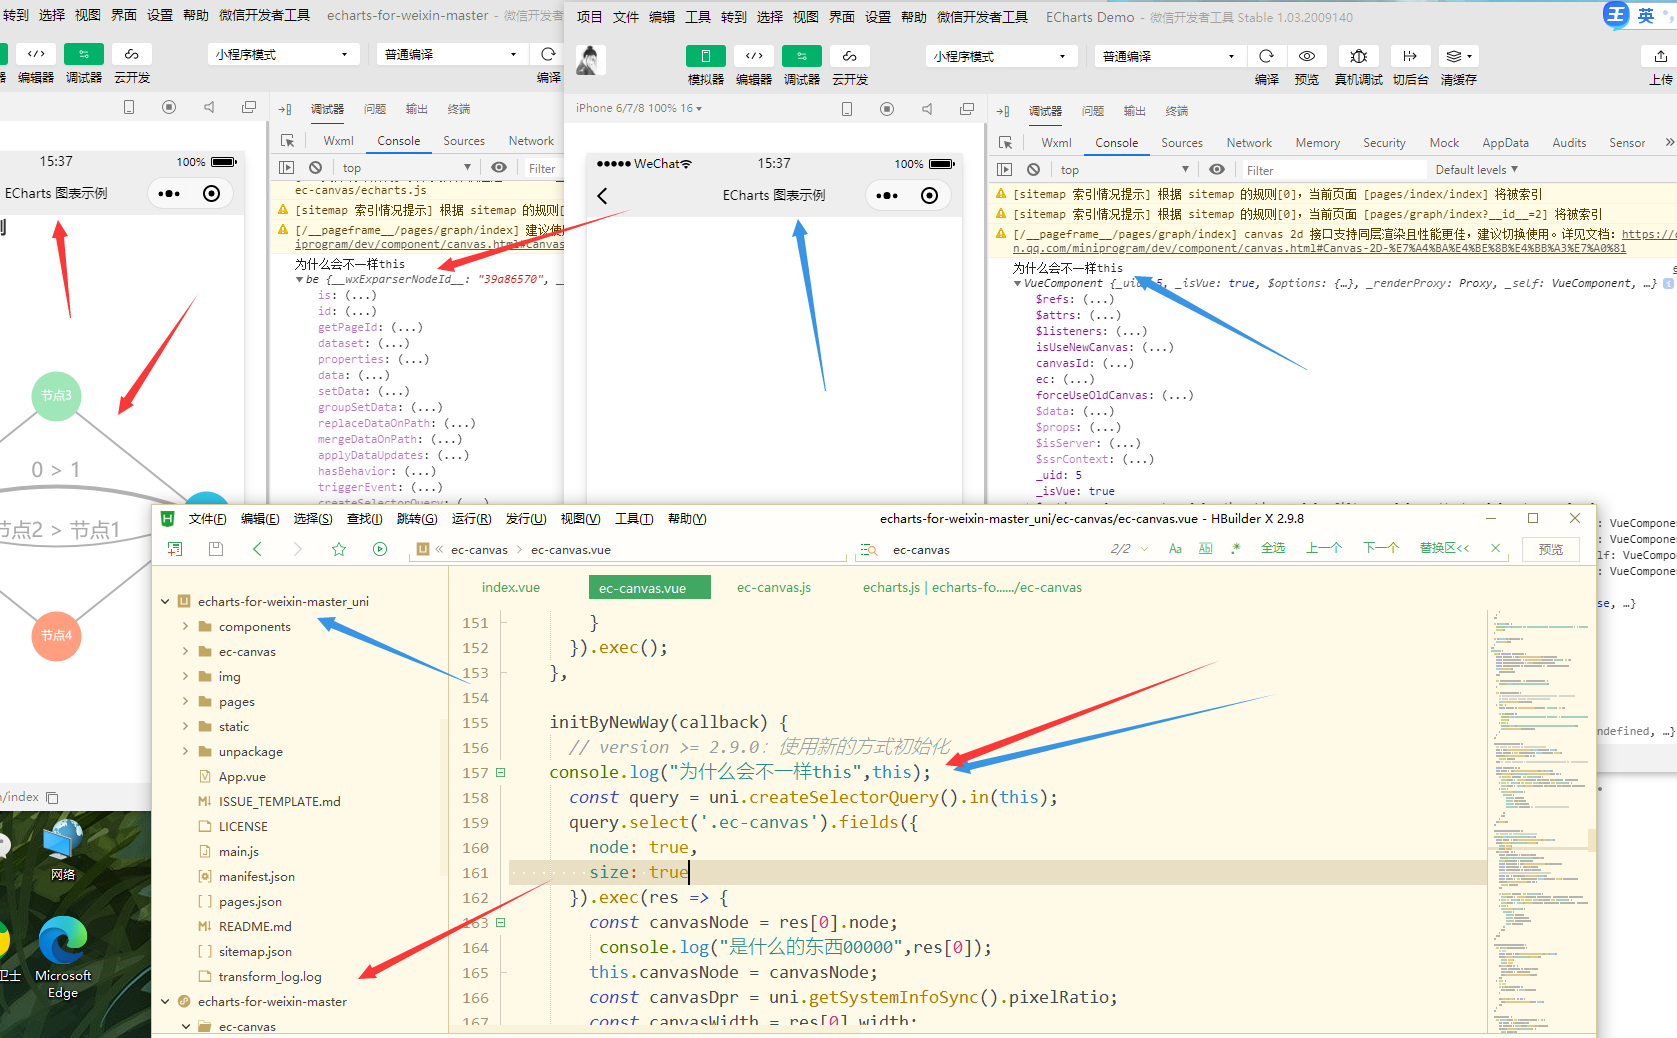 转到 选择 视图 界面 设置 帮助 微信开发者工具 echarts-for-weixin-master - 微信开发者
编辑器 调试器 云开发
小程序模式
普通编译
编译
调试器 问题 输出 终端
Wxml Console Sources Network
top Filter
15:37 100%
ECharts 图表示例
ec-canvas/echarts.js
[sitemap 索引情况提示] 根据 sitemap 的规则[
[/__pageframe__/pages/graph/index] 建议使
iniprogram/dev/component/canvas.html#Canvas
为什么会不一样this
be {__wxExparserNodeId__: "39a86570", _
is: (...)
id: (...)
getPageId: (...)
dataset: (...)
properties: (...)
data: (...)
setData: (...)
groupSetData: (...)
replaceDataOnPath: (...)
mergeDataOnPath: (...)
applyDataUpdates: (...)
hasBehavior: (...)
triggerEvent: (...)
createSelectorQuery: (...)
节点3
0 > 1
节点2 > 节点1
节点4
/index
网络
卫士
Microsoft
Edge
项目 文件 编辑 工具 转到 选择 视图 界面 设置 帮助 微信开发者工具 ECharts Demo - 微信开发者工具 Stable 1.03.2009140
王 英
模拟器 编辑器 调试器 云开发
小程序模式
普通编译
编译 预览 真机调试 切后台 清缓存 上传
iPhone 6/7/8 100% 16
调试器 问题 输出 终端
Wxml Console Sources Network Memory Security Mock AppData Audits Sensor
top Filter Default levels
WeChat 15:37 100%
ECharts 图表示例
[sitemap 索引情况提示] 根据 sitemap 的规则[0]，当前页面 [pages/index/index] 将被索引
[sitemap 索引情况提示] 根据 sitemap 的规则[0]，当前页面 [pages/graph/index?__id__=2] 将被索引
[/__pageframe__/pages/graph/index] canvas 2d 接口支持同层渲染且性能更佳，建议切换使用。详见文档：https://
n.qq.com/miniprogram/dev/component/canvas.html#Canvas-2D-%E7%A4%BA%E4%BE%8B%E4%BB%A3%E7%A0%81
为什么会不一样this
VueComponent {_uid: 5, _isVue: true, $options: {…}, _renderProxy: Proxy, _self: VueComponent, …}
$refs: (...)
$attrs: (...)
$listeners: (...)
isUseNewCanvas: (...)
canvasId: (...)
ec: (...)
forceUseOldCanvas: (...)
$data: (...)
$props: (...)
$isServer: (...)
$ssrContext: (...)
_uid: 5
_isVue: true
: VueCompone
: VueCompone
lf: VueCompo
: VueCompone
se, …}
ndefined, …}
文件(F) 编辑(E) 选择(S) 查找(I) 跳转(G) 运行(R) 发行(U) 视图(V) 工具(T) 帮助(Y) echarts-for-weixin-master_uni/ec-canvas/ec-canvas.vue - HBuilder X 2.9.8
ec-canvas > ec-canvas.vue ec-canvas 2/2 Aa Ab .* 全选 上一个 下一个 替换区<< 预览
index.vue ec-canvas.vue ec-canvas.js echarts.js | echarts-fo....../ec-canvas
echarts-for-weixin-master_uni
components
ec-canvas
img
pages
static
unpackage
App.vue
ISSUE_TEMPLATE.md
LICENSE
main.js
manifest.json
pages.json
README.md
sitemap.json
transform_log.log
echarts-for-weixin-master
ec-canvas
151 }
152 }).exec();
153 },
154
155 initByNewWay(callback) {
156 // version >= 2.9.0：使用新的方式初始化
157 console.log("为什么会不一样this",this);
158 const query = uni.createSelectorQuery().in(this);
159 query.select('.ec-canvas').fields({
160 node: true,
161 size: true
162 }).exec(res => {
163 const canvasNode = res[0].node;
164 console.log("是什么的东西00000",res[0]);
165 this.canvasNode = canvasNode;
166 const canvasDpr = uni.getSystemInfoSync().pixelRatio;
167 const canvasWidth = res[0].width;